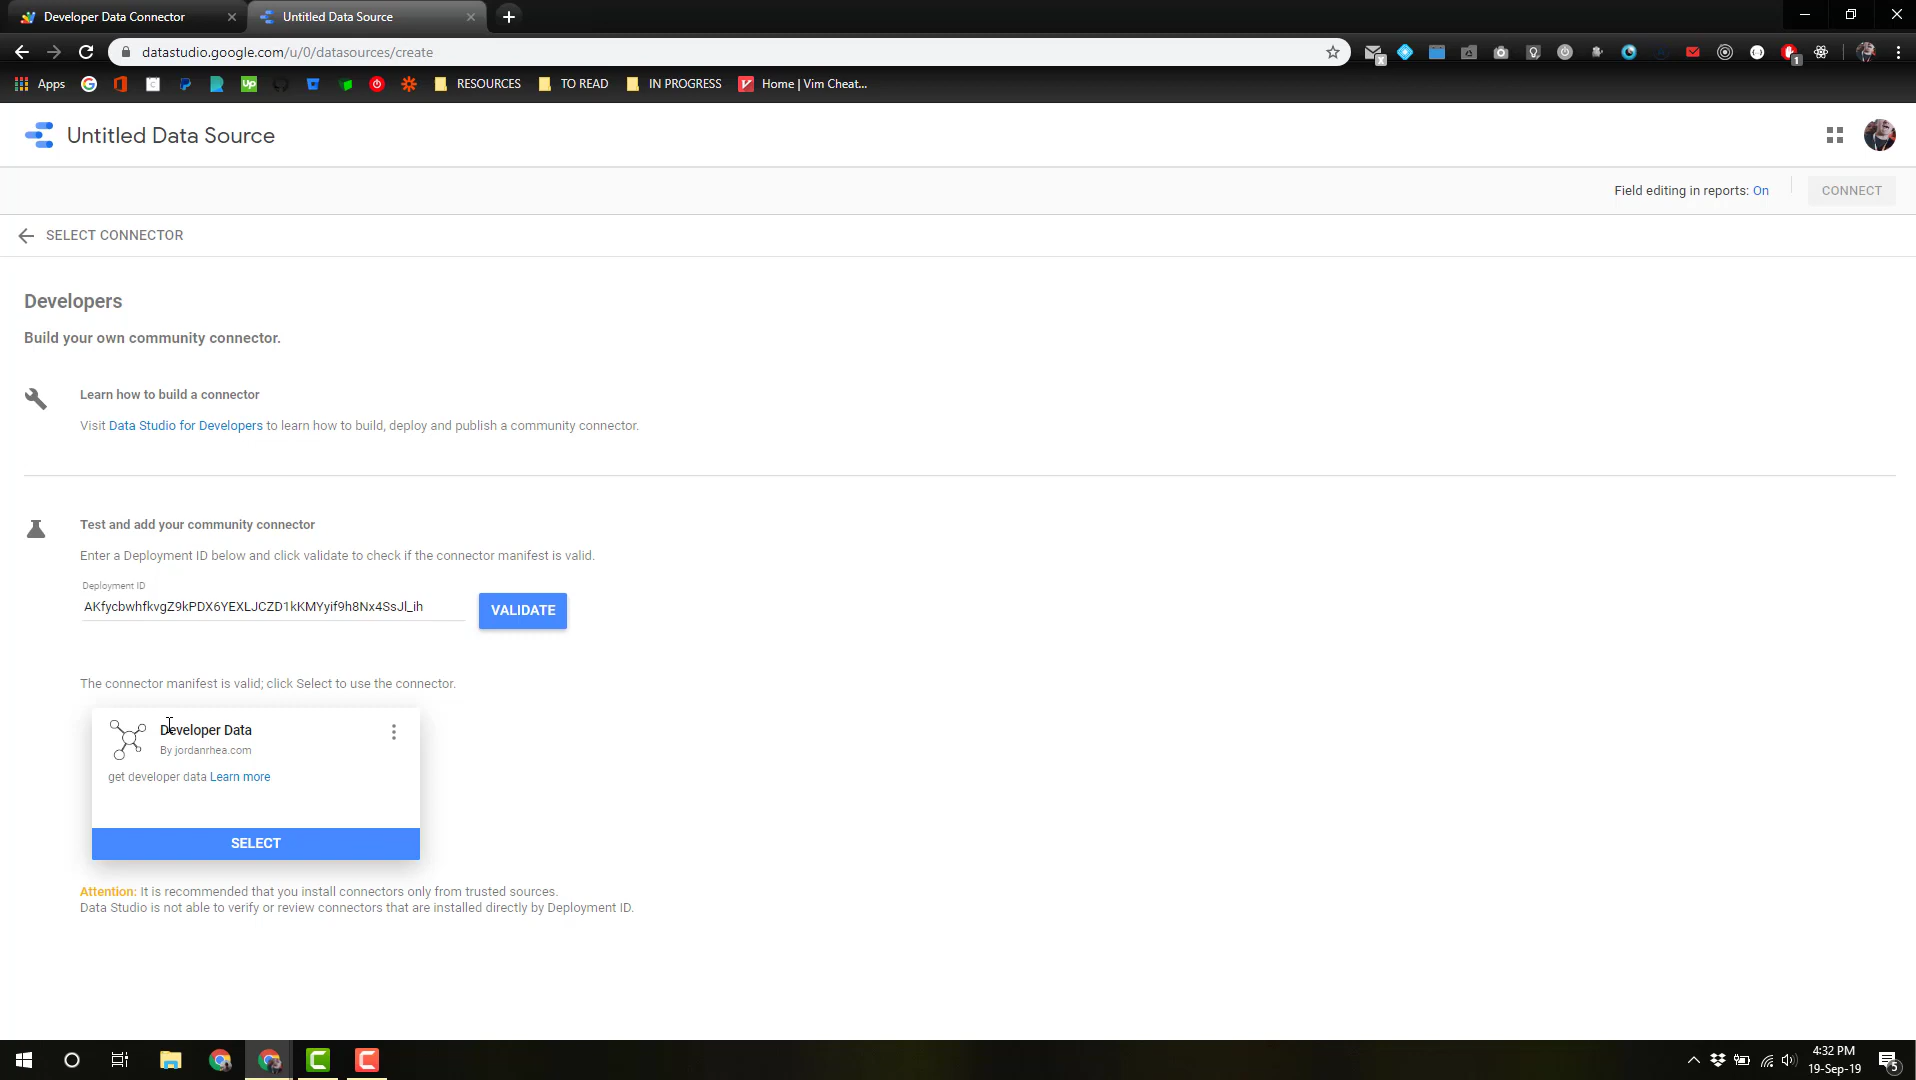 Developer Data Connector
Untitled Data Source
datastudio.google.com/u/0/datasources/create
Apps
Up
RESOURCES
TO READ
IN PROGRESS
Home | Vim Cheat...
Untitled Data Source
Field editing in reports: On
CONNECT
SELECT CONNECTOR
Developers
Build your own community connector.
Learn how to build a connector
Visit Data Studio for Developers to learn how to build, deploy and publish a community connector.
Test and add your community connector
Enter a Deployment ID below and click validate to check if the connector manifest is valid.
Deployment ID
AKfycbwhfkvgZ9kPDX6YEXLJCZD1kKMYyif9h8Nx4SsJl_ih
VALIDATE
The connector manifest is valid; click Select to use the connector.
Developer Data
By jordanrhea.com
get developer data Learn more
SELECT
Attention: It is recommended that you install connectors only from trusted sources.
Data Studio is not able to verify or review connectors that are installed directly by Deployment ID.
4:32 PM
19-Sep-19
5